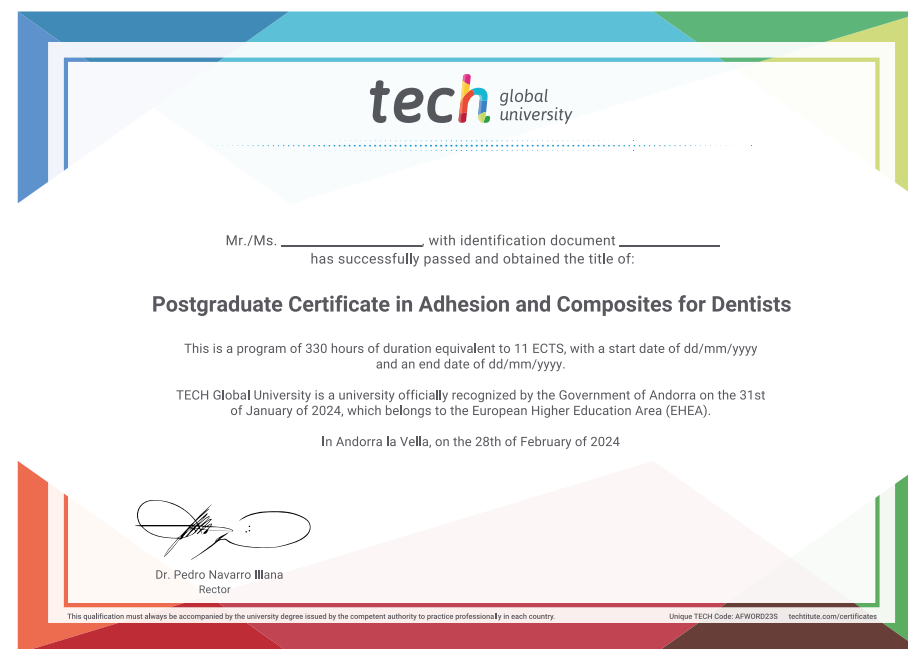 tech global
university
Mr./Ms. ____________, with identification document ____________
has successfully passed and obtained the title of:
Postgraduate Certificate in Adhesion and Composites for Dentists
This is a program of 330 hours of duration equivalent to 11 ECTS, with a start date of dd/mm/yyyy
and an end date of dd/mm/yyyy.
TECH Global University is a university officially recognized by the Government of Andorra on the 31st
of January of 2024, which belongs to the European Higher Education Area (EHEA).
In Andorra la Vella, on the 28th of February of 2024
Dr. Pedro Navarro Illana
Rector
This qualification must always be accompanied by the university degree issued by the competent authority to practice professionally in each country. Unique TECH Code: AFWORD23S techtitute.com/certificates